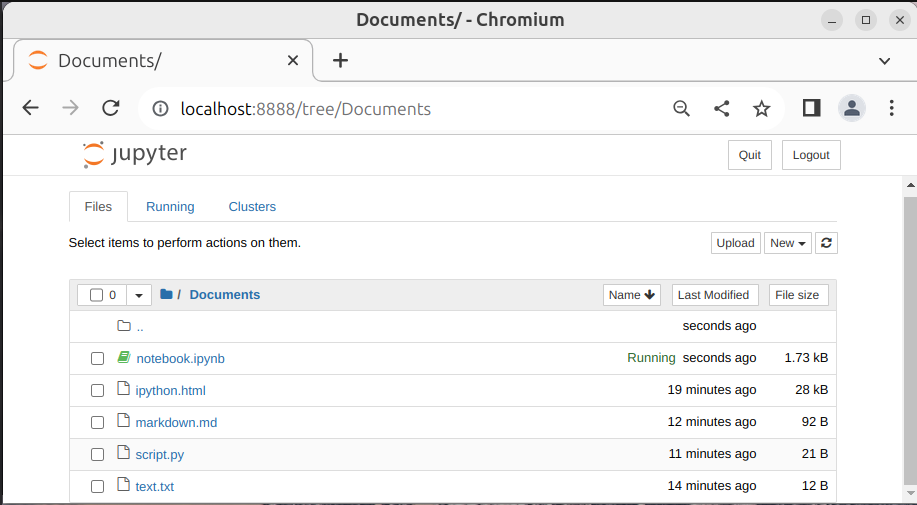 Documents/ - Chromium
Documents/
localhost:8888/tree/Documents
jupyter Quit Logout
Files Running Clusters
Select items to perform actions on them. Upload New
0 / Documents Name Last Modified File size
.. seconds ago
notebook.ipynb Running seconds ago 1.73 kB
ipython.html 19 minutes ago 28 kB
markdown.md 12 minutes ago 92 B
script.py 11 minutes ago 21 B
text.txt 14 minutes ago 12 B